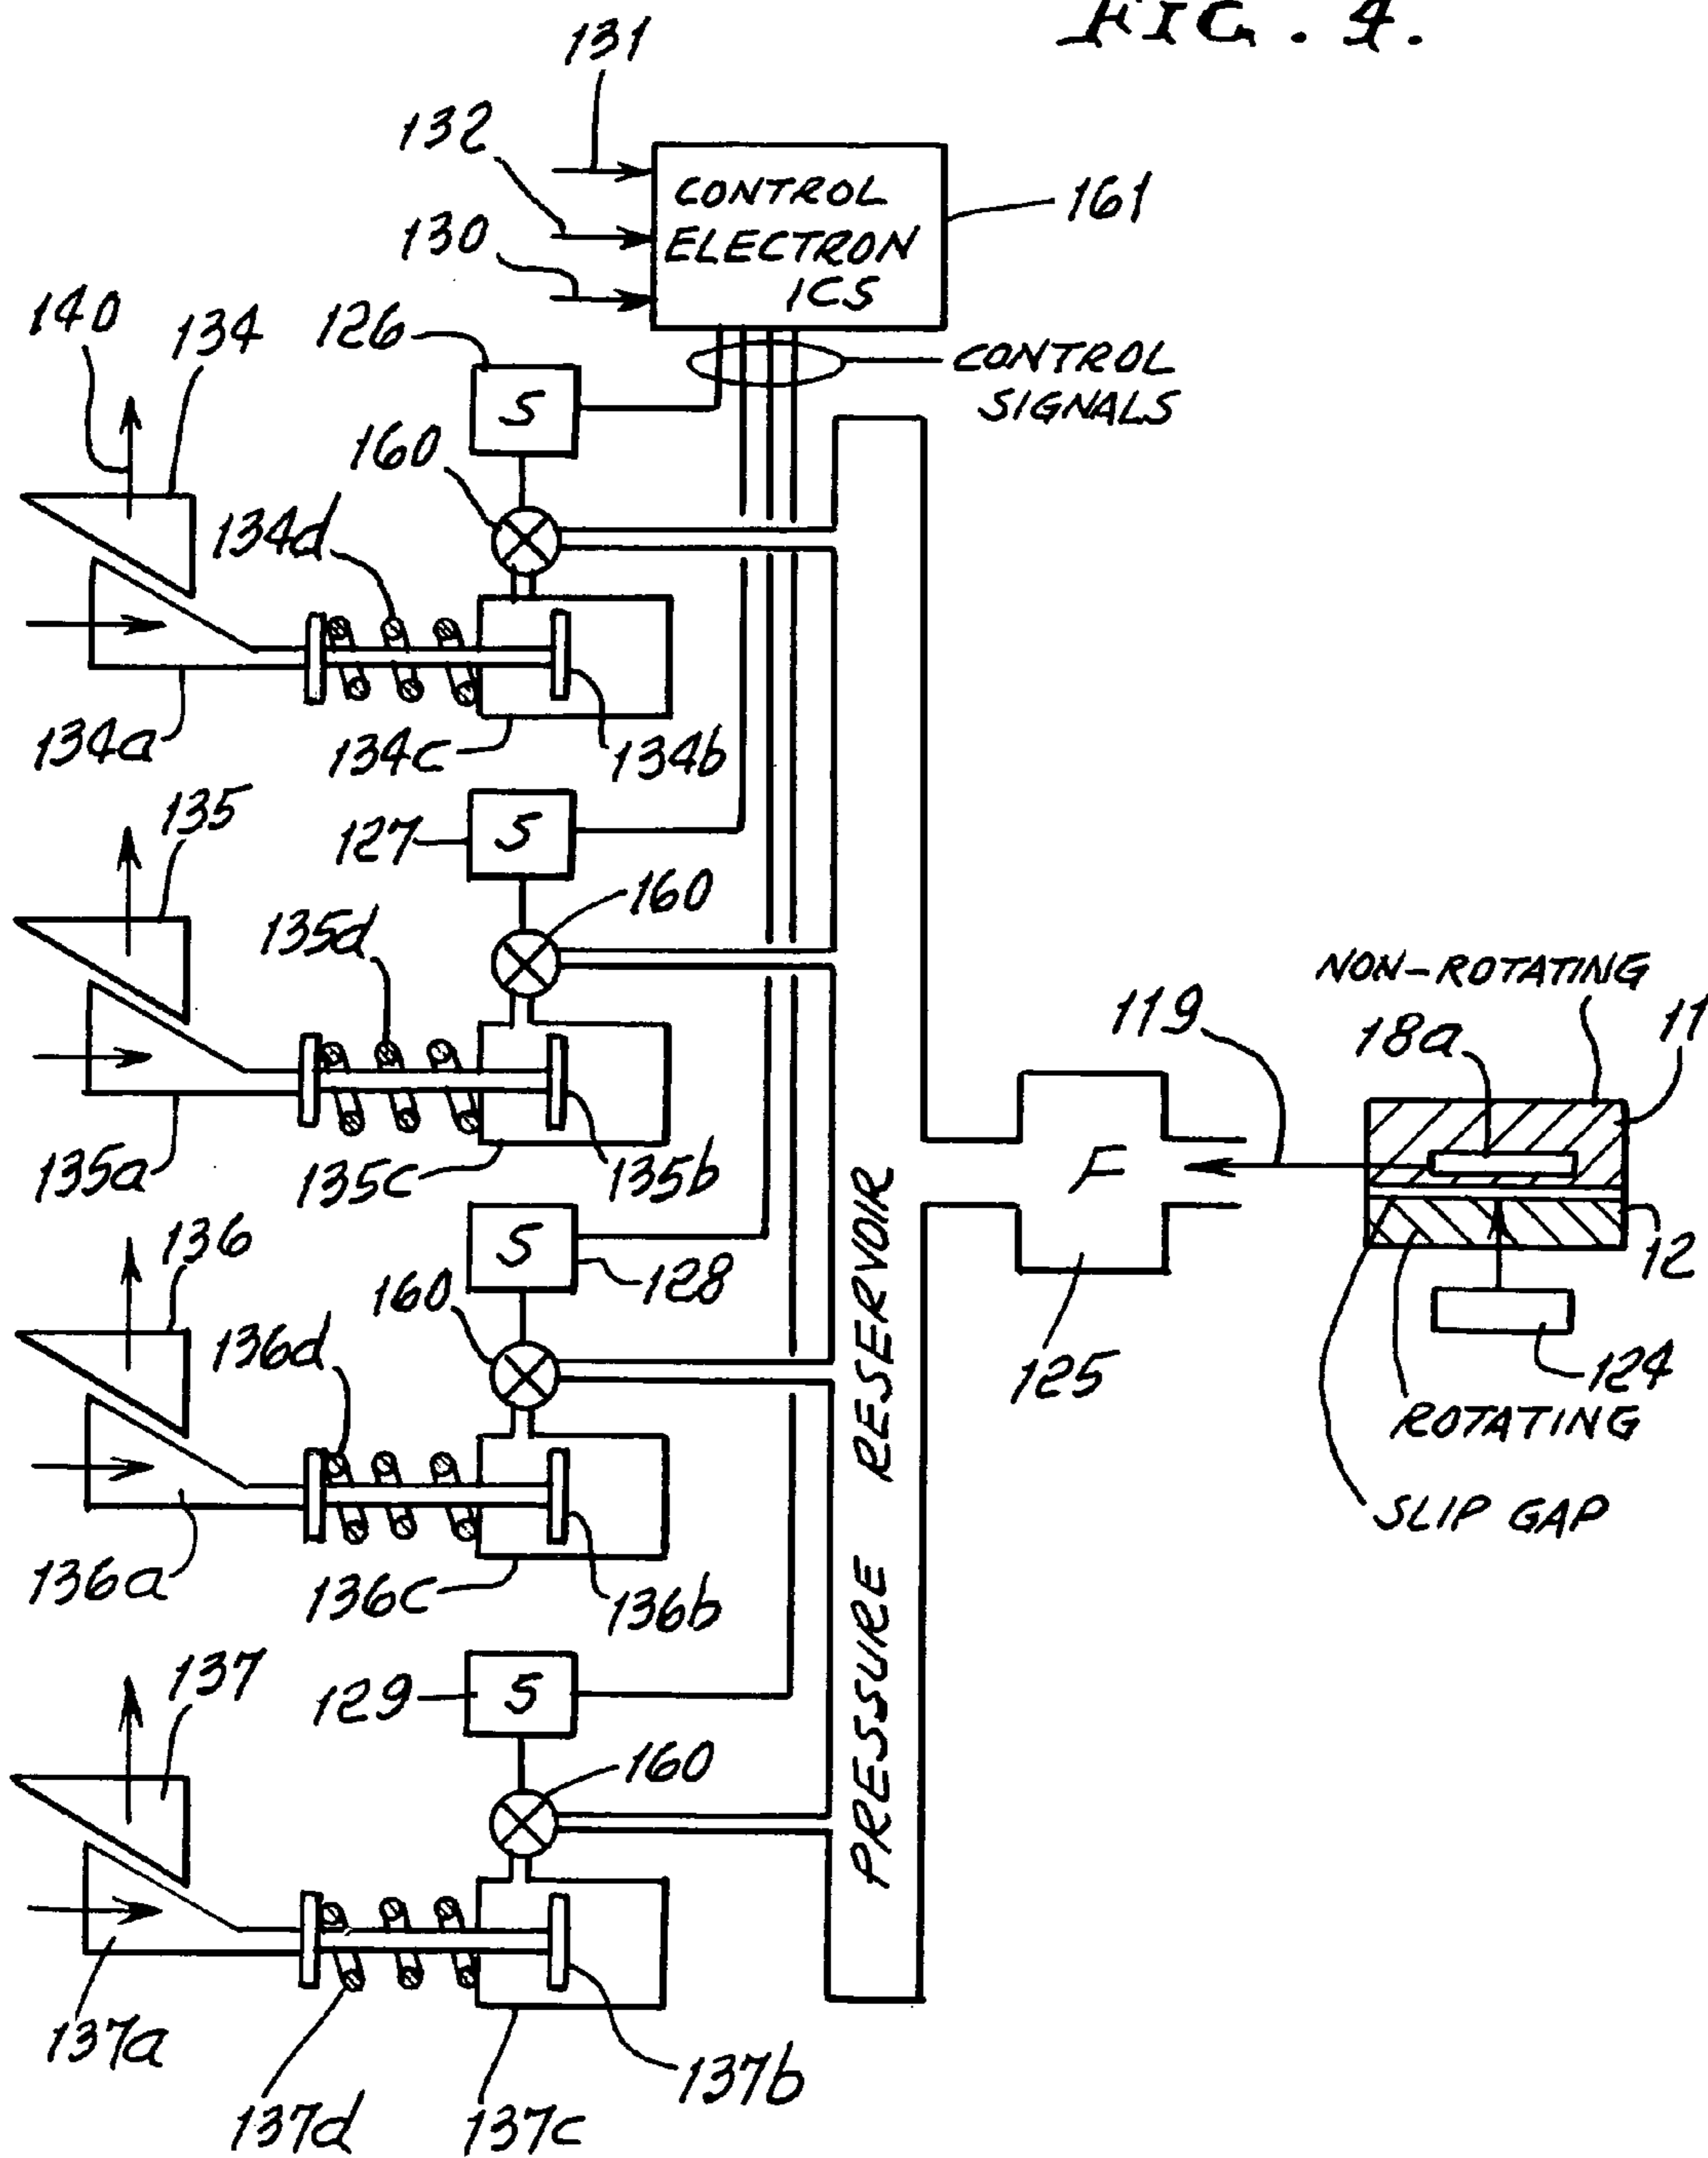 FIG. 4.
131
132
130
CONTROL
ELECTRON
ICS
161
140
134
126
S
CONTROL
SIGNALS
160
134d
134a
134c
134b
135
127
S
160
135d
135a
135c
135b
NON-ROTATING
119
18a
11
F
136
S
128
12
160
136d
125
124
ROTATING
SLIP GAP
136a
136c
136b
PRESSURE RESERVOIR
137
129
S
160
137a
137b
137d
137c